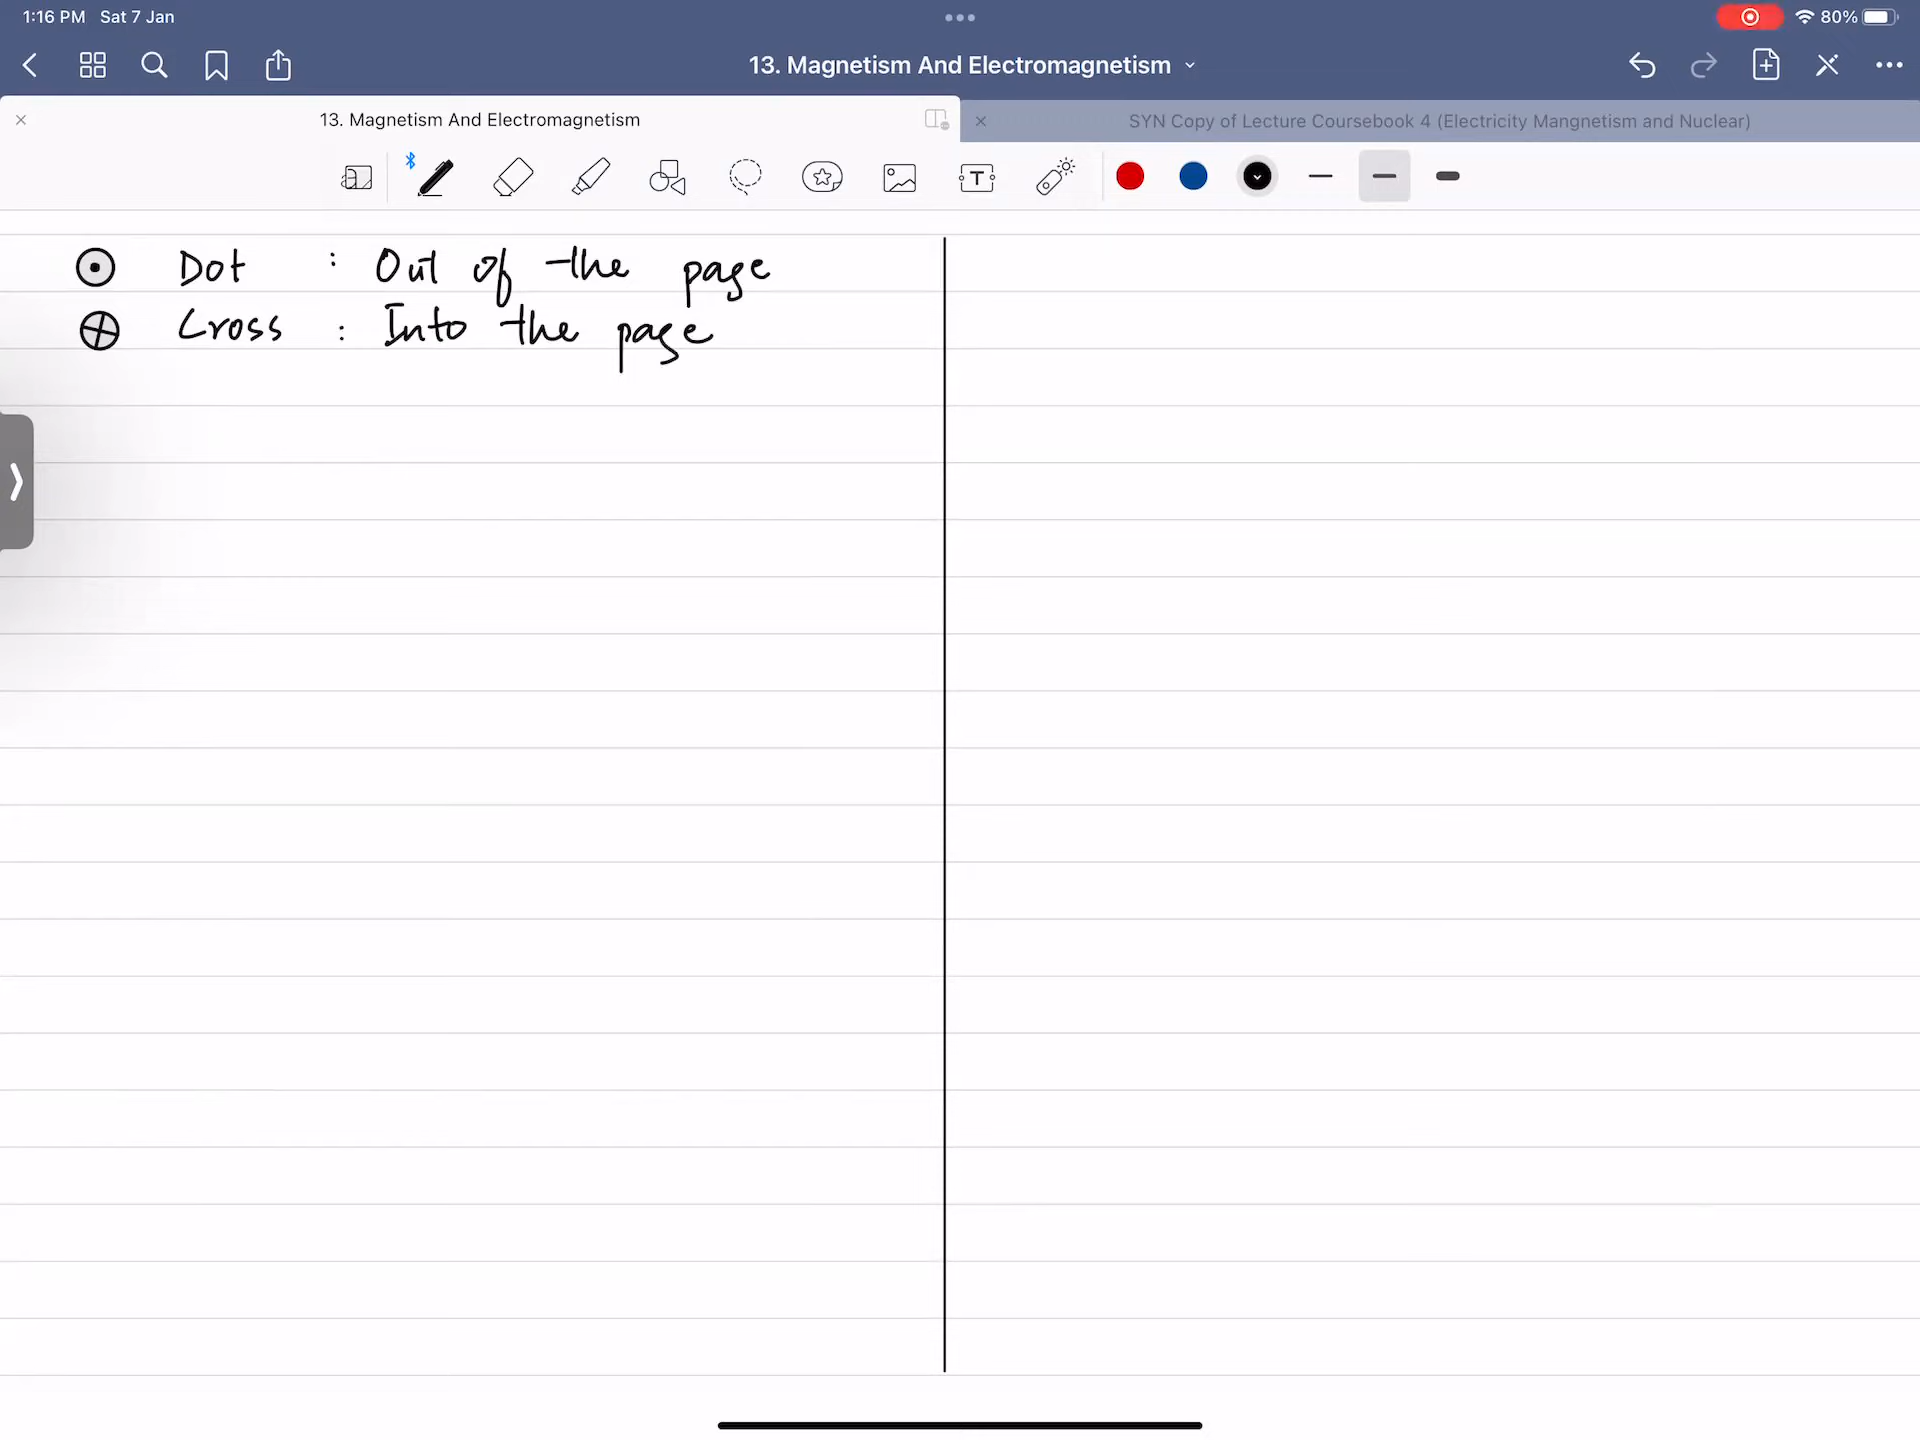 1:16 PM Sat 7 Jan
80%
13. Magnetism And Electromagnetism
13. Magnetism And Electromagnetism
SYN Copy of Lecture Coursebook 4 (Electricity Mangnetism and Nuclear)
Dot : Out of the page
Cross : Into the page